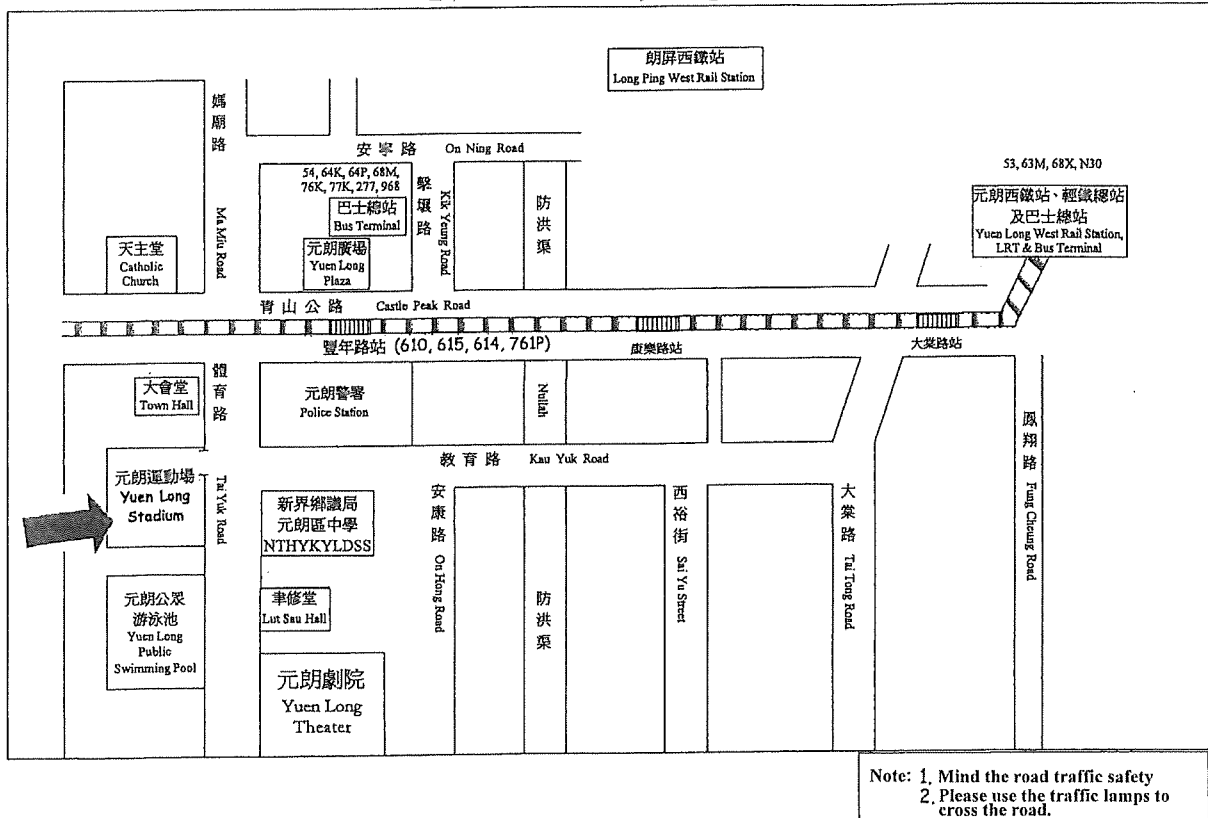 朗屏西鐵站
Long Ping West Rail Station
媽廟路
Ma Miu Road
安寧路 On Ning Road
54, 64K, 64P, 68M,
76K, 77K, 277, 968
巴士總站
Bus Terminal
元朗廣場
Yuen Long
Plaza
擊壤路
Kik Yeung Road
防洪渠
53, 63M, 68X, N30
元朗西鐵站、輕鐵總站
及巴士總站
Yuen Long West Rail Station,
LRT & Bus Terminal
天主堂
Catholic
Church
青山公路 Castle Peak Road
豐年路站 (610, 615, 614, 761P)
康樂路站
大棠路站
大會堂
Town Hall
體育路
Tai Yuk Road
元朗警署
Police Station
Nullah
教育路 Kau Yuk Road
鳳翔路
Fung Cheung Road
元朗運動場
Yuen Long
Stadium
新界鄉議局
元朗區中學
NTHYKYLDSS
安康路
On Hong Road
西裕街
Sai Yu Street
大棠路
Tai Tong Road
元朗公眾
游泳池
Yuen Long
Public
Swimming Pool
聿修堂
Lut Sau Hall
防洪渠
元朗劇院
Yuen Long
Theater
Note: 1. Mind the road traffic safety
2. Please use the traffic lamps to
cross the road.